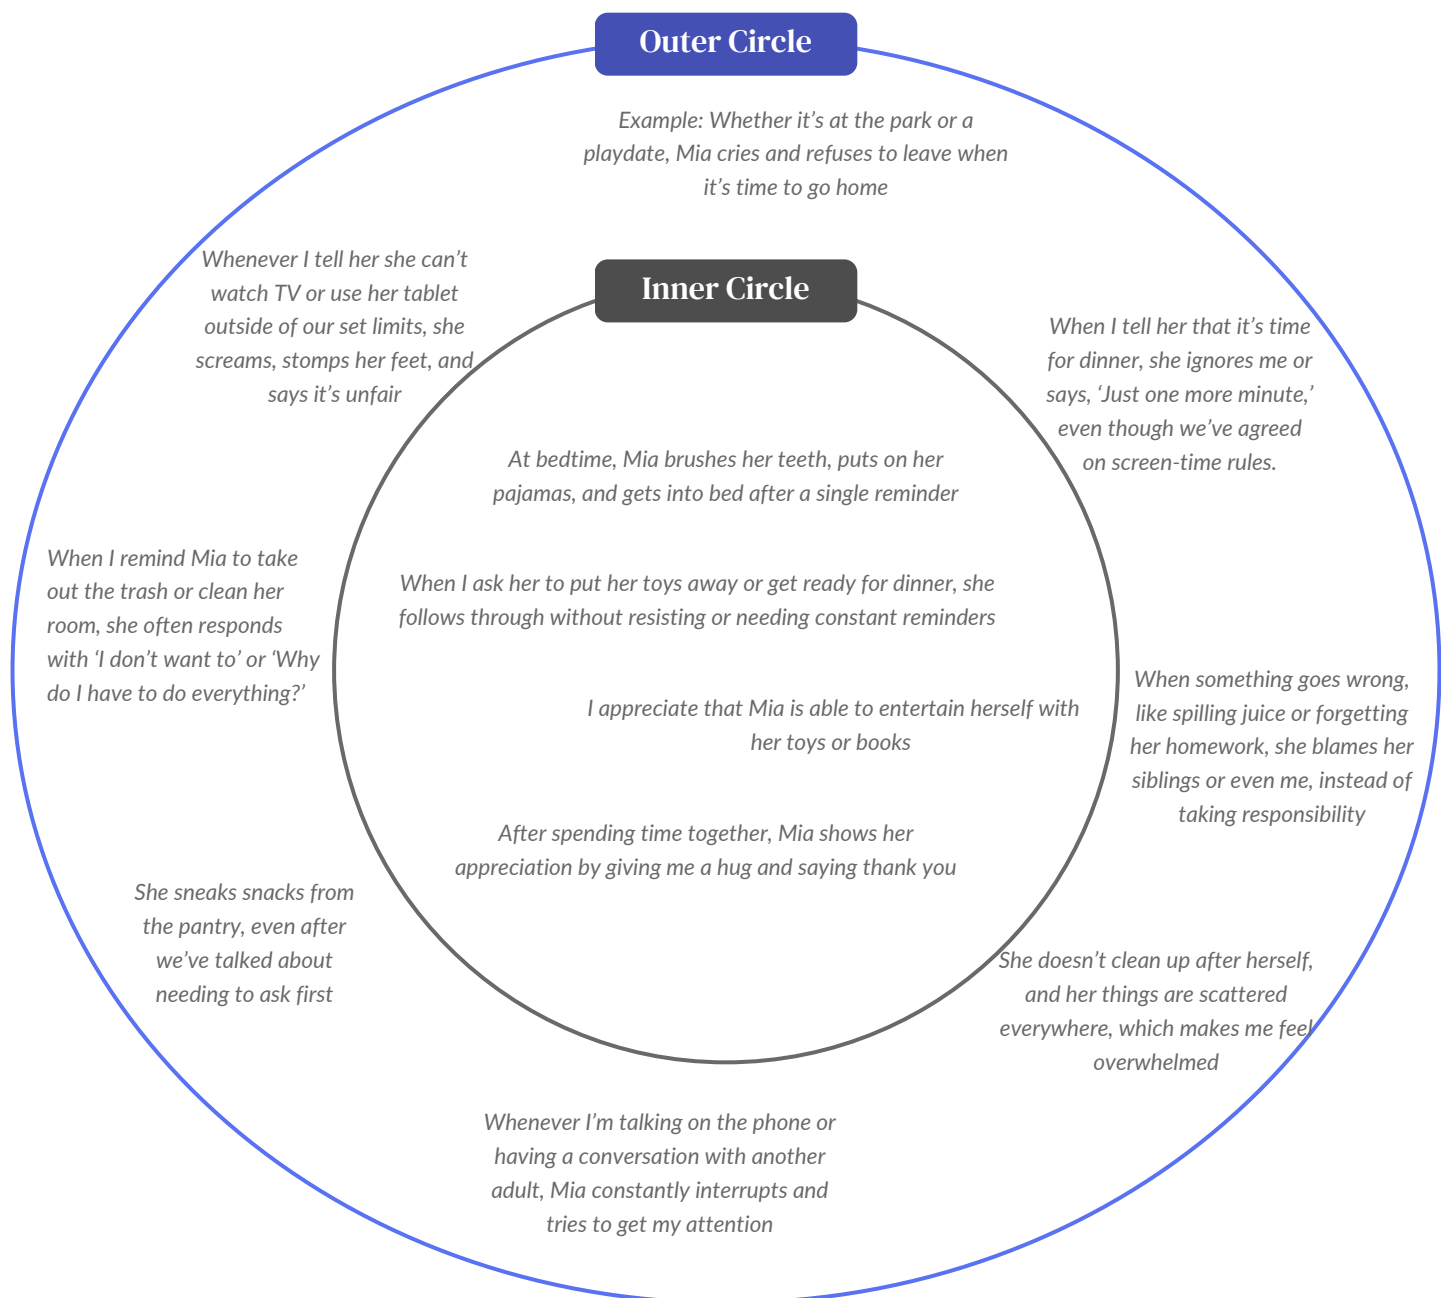 Outer Circle
Example: Whether it's at the park or a
playdate, Mia cries and refuses to leave when
it's time to go home
Whenever I tell her she can't
watch TV or use her tablet
outside of our set limits, she
screams, stomps her feet, and
says it's unfair
Inner Circle
When I tell her that it's time
for dinner, she ignores me or
says, ‘Just one more minute,’
even though we've agreed
on screen-time rules.
At bedtime, Mia brushes her teeth, puts on her
pajamas, and gets into bed after a single reminder
When I remind Mia to take
out the trash or clean her
room, she often responds
with ‘I don't want to’ or ‘Why
do I have to do everything?’
When I ask her to put her toys away or get ready for dinner, she
follows through without resisting or needing constant reminders
I appreciate that Mia is able to entertain herself with
her toys or books
When something goes wrong,
like spilling juice or forgetting
her homework, she blames her
siblings or even me, instead of
taking responsibility
After spending time together, Mia shows her
appreciation by giving me a hug and saying thank you
She sneaks snacks from
the pantry, even after
we've talked about
needing to ask first
She doesn't clean up after herself,
and her things are scattered
everywhere, which makes me feel
overwhelmed
Whenever I'm talking on the phone or
having a conversation with another
adult, Mia constantly interrupts and
tries to get my attention